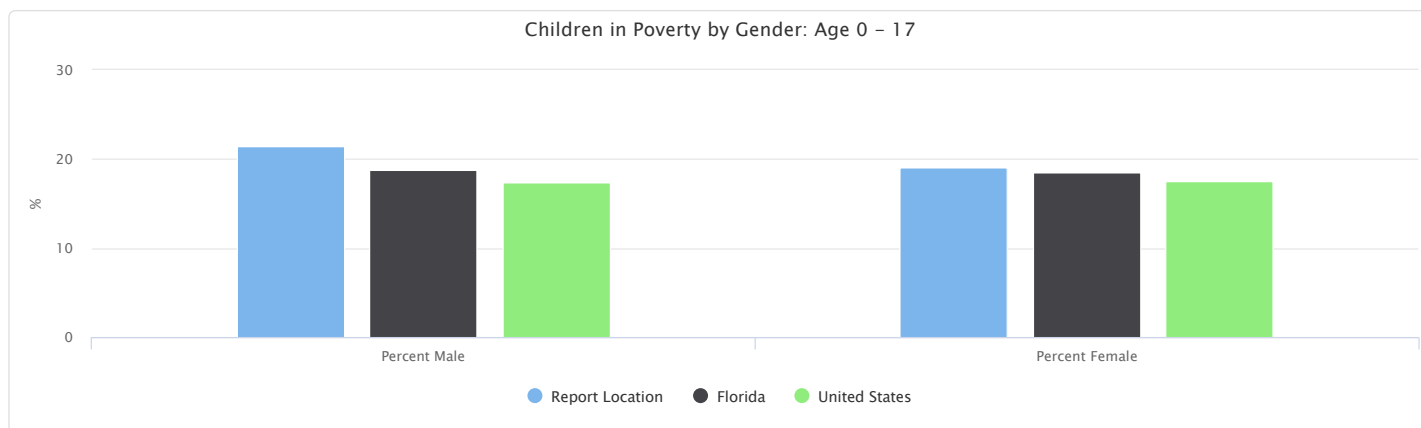 Children in Poverty by Gender: Age 0 – 17
30
20
10
0
%
Percent Male
Percent Female
Report Location
Florida
United States